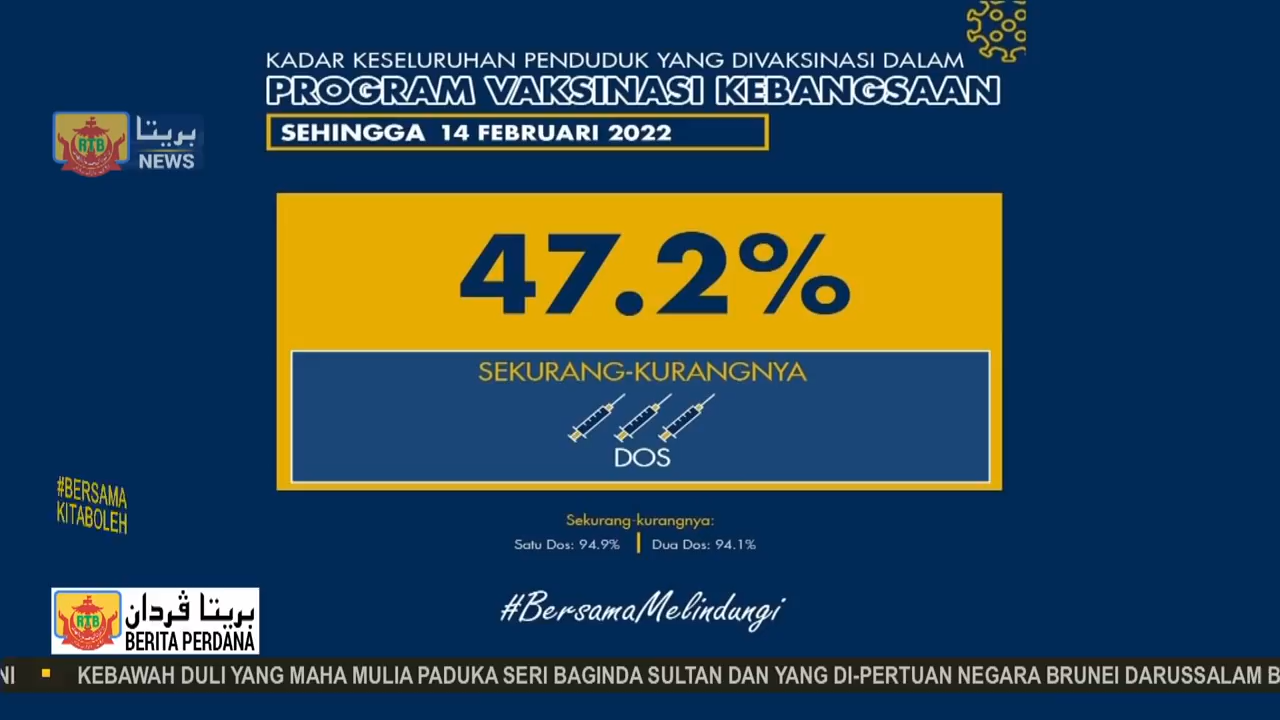 KADAR KESELURUHAN PENDUDUK YANG DIVAKSINASI DALAM
PROGRAM VAKSINASI KEBANGSAAN
SEHINGGA 14 FEBRUARI 2022
RTB بريتا
NEWS
47.2%
SEKURANG-KURANGNYA
DOS
#BERSAMA
KITABOLEH
Sekurang-kurangnya:
Satu Dos: 94.9% | Dua Dos: 94.1%
#BersamaMelindungi
RTB بريتا ڤردان
BERITA PERDANA
NI ▪ KEBAWAH DULI YANG MAHA MULIA PADUKA SERI BAGINDA SULTAN DAN YANG DI-PERTUAN NEGARA BRUNEI DARUSSALAM B